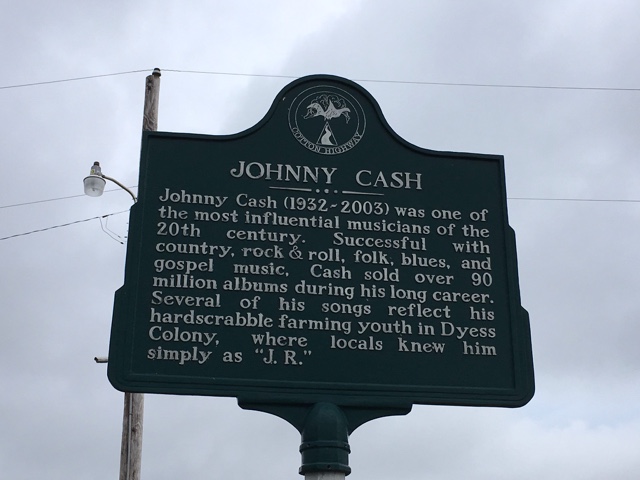 COTTON HIGHWAY
JOHNNY CASH
Johnny Cash (1932-2003) was one of
the most influential musicians of the
20th century. Successful with
country, rock & roll, folk, blues, and
gospel music, Cash sold over 90
million albums during his long career.
Several of his songs reflect his
hardscrabble farming youth in Dyess
Colony, where locals knew him
simply as "J. R."